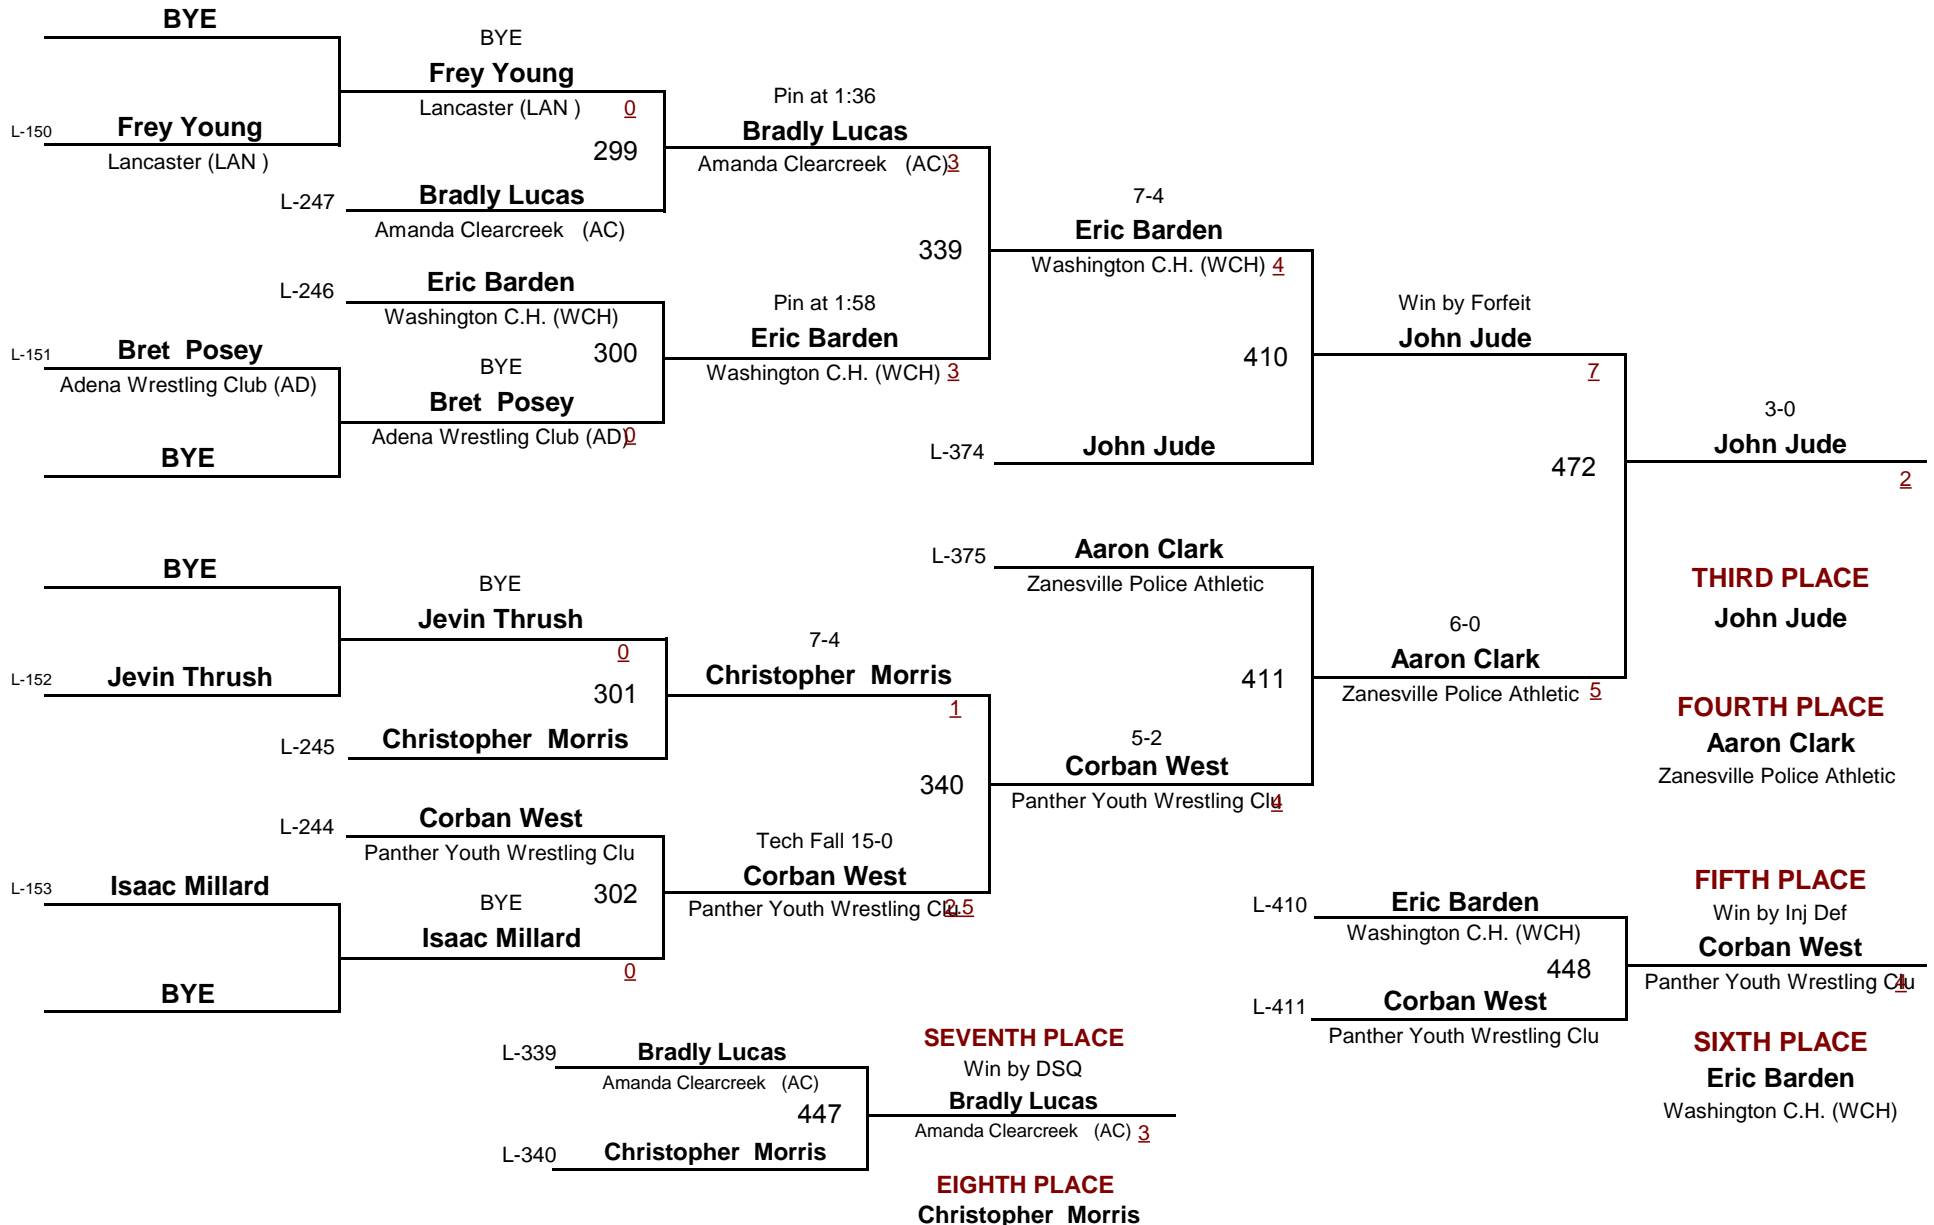 BYE
BYE
Frey Young
Lancaster (LAN )
0
L-150
Frey Young
Lancaster (LAN )
299
Pin at 1:36
Bradly Lucas
Amanda Clearcreek (AC)
3
L-247
Bradly Lucas
Amanda Clearcreek (AC)
339
7-4
Eric Barden
Washington C.H. (WCH)
4
L-246
Eric Barden
Washington C.H. (WCH)
300
Pin at 1:58
Eric Barden
Washington C.H. (WCH)
3
L-151
Bret Posey
Adena Wrestling Club (AD)
BYE
Bret Posey
Adena Wrestling Club (AD)
0
BYE
410
Win by Forfeit
John Jude
7
L-374
John Jude
472
3-0
John Jude
2
BYE
BYE
Jevin Thrush
0
L-152
Jevin Thrush
301
7-4
Christopher Morris
1
L-245
Christopher Morris
340
5-2
Corban West
Panther Youth Wrestling Clu
4
L-375
Aaron Clark
Zanesville Police Athletic
411
6-0
Aaron Clark
Zanesville Police Athletic
5
THIRD PLACE
John Jude
FOURTH PLACE
Aaron Clark
Zanesville Police Athletic
L-244
Corban West
Panther Youth Wrestling Clu
302
Tech Fall 15-0
Corban West
Panther Youth Wrestling Clu
2.5
L-153
Isaac Millard
BYE
Isaac Millard
0
BYE
L-410
Eric Barden
Washington C.H. (WCH)
448
L-411
Corban West
Panther Youth Wrestling Clu
FIFTH PLACE
Win by Inj Def
Corban West
Panther Youth Wrestling Clu
4
SIXTH PLACE
Eric Barden
Washington C.H. (WCH)
L-339
Bradly Lucas
Amanda Clearcreek (AC)
447
L-340
Christopher Morris
SEVENTH PLACE
Win by DSQ
Bradly Lucas
Amanda Clearcreek (AC)
3
EIGHTH PLACE
Christopher Morris